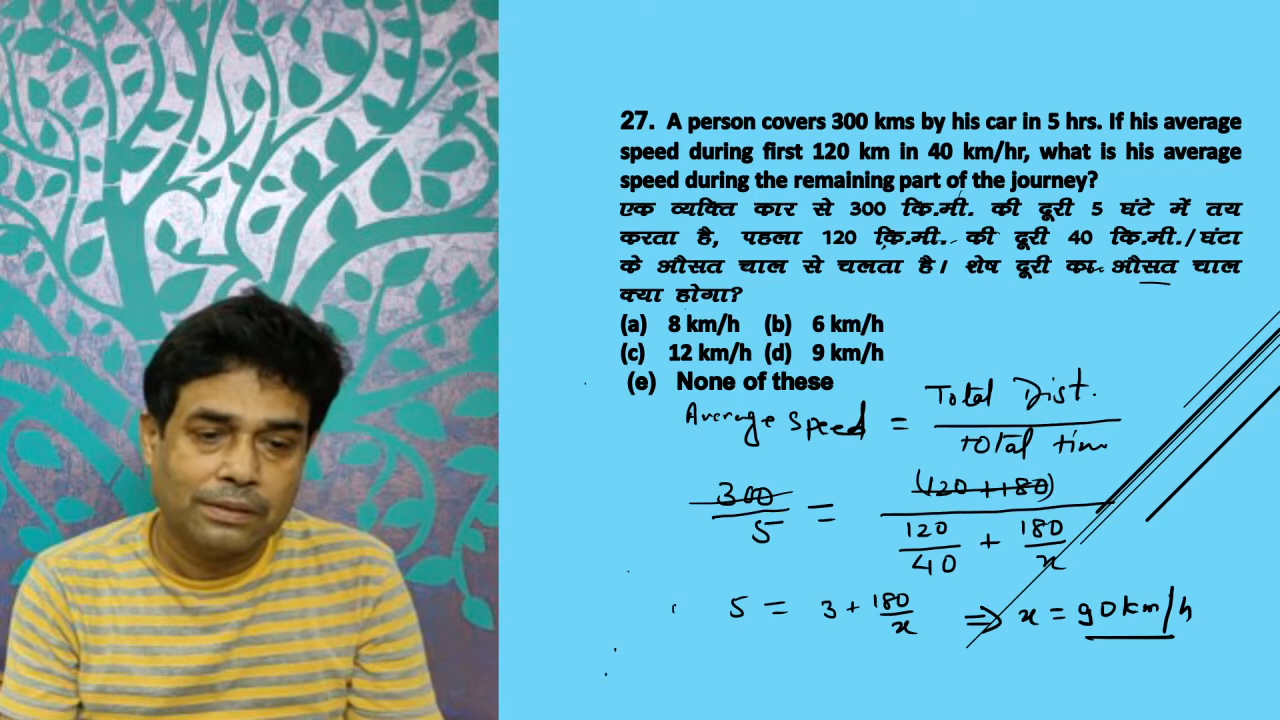 27. A person covers 300 kms by his car in 5 hrs. If his average
speed during first 120 km in 40 km/hr, what is his average
speed during the remaining part of the journey?
एक व्यक्ति कार से 300 कि.मी. की दूरी 5 घंटे में तय
करता है, पहला 120 कि.मी. की दूरी 40 कि.मी./घंटा
के औसत चाल से चलता है। शेष दूरी का औसत चाल
क्या होगा?
(a) 8 km/h (b) 6 km/h
(c) 12 km/h (d) 9 km/h
(e) None of these
Average speed = Total Dist.
total time
300 = (120+180)
5 120 + 180
40 x
5 = 3 + 180 ⇒ x = 90 km/h
x